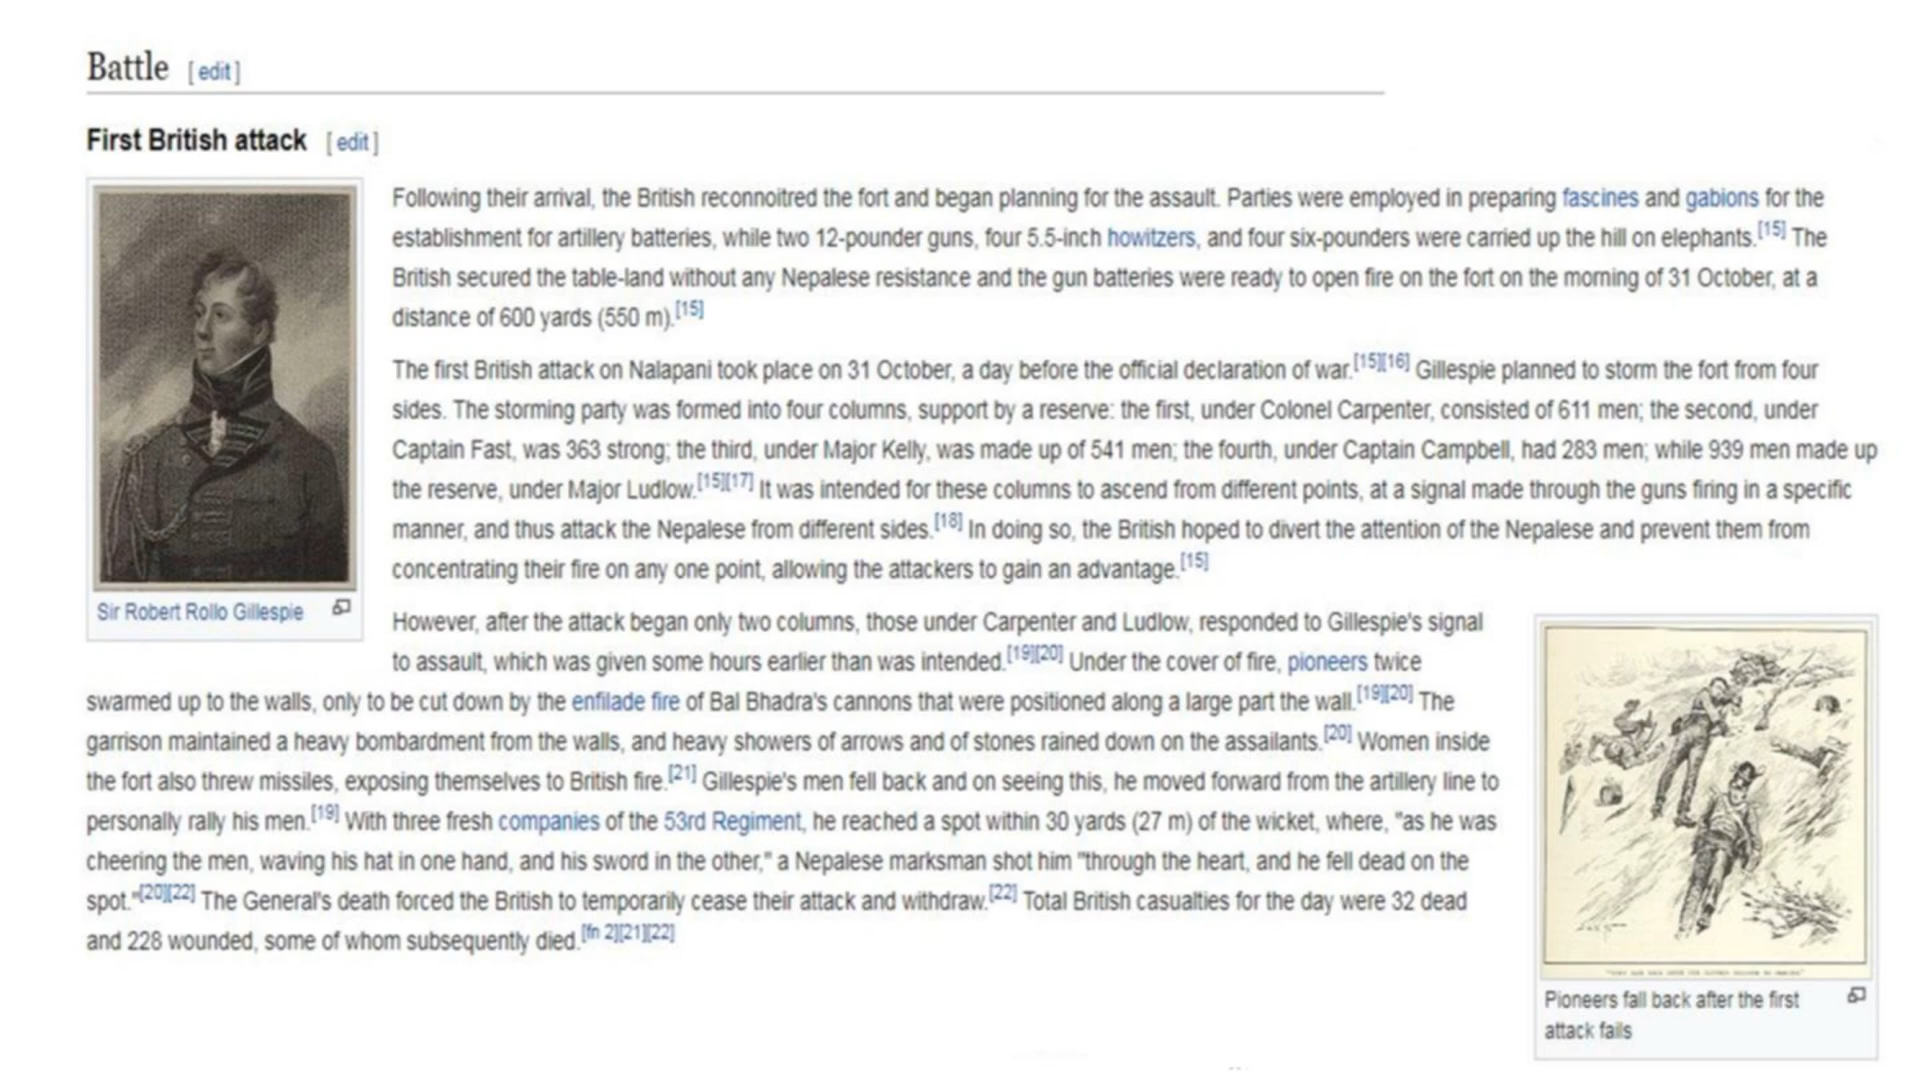 Battle [ edit ]
First British attack [ edit ]
Following their arrival, the British reconnoitred the fort and began planning for the assault. Parties were employed in preparing fascines and gabions for the
establishment for artillery batteries, while two 12-pounder guns, four 5.5-inch howitzers, and four six-pounders were carried up the hill on elephants.[15] The
British secured the table-land without any Nepalese resistance and the gun batteries were ready to open fire on the fort on the morning of 31 October, at a
distance of 600 yards (550 m).[15]
The first British attack on Nalapani took place on 31 October, a day before the official declaration of war.[15][16] Gillespie planned to storm the fort from four
sides. The storming party was formed into four columns, support by a reserve: the first, under Colonel Carpenter, consisted of 611 men; the second, under
Captain Fast, was 363 strong; the third, under Major Kelly, was made up of 541 men; the fourth, under Captain Campbell, had 283 men; while 939 men made up
the reserve, under Major Ludlow.[15][17] It was intended for these columns to ascend from different points, at a signal made through the guns firing in a specific
manner, and thus attack the Nepalese from different sides.[18] In doing so, the British hoped to divert the attention of the Nepalese and prevent them from
concentrating their fire on any one point, allowing the attackers to gain an advantage.[15]
Sir Robert Rollo Gillespie
However, after the attack began only two columns, those under Carpenter and Ludlow, responded to Gillespie's signal
to assault, which was given some hours earlier than was intended.[19][20] Under the cover of fire, pioneers twice
swarmed up to the walls, only to be cut down by the enfilade fire of Bal Bhadra's cannons that were positioned along a large part the wall.[19][20] The
garrison maintained a heavy bombardment from the walls, and heavy showers of arrows and of stones rained down on the assailants.[20] Women inside
the fort also threw missiles, exposing themselves to British fire.[21] Gillespie's men fell back and on seeing this, he moved forward from the artillery line to
personally rally his men.[19] With three fresh companies of the 53rd Regiment, he reached a spot within 30 yards (27 m) of the wicket, where, "as he was
cheering the men, waving his hat in one hand, and his sword in the other," a Nepalese marksman shot him "through the heart, and he fell dead on the
spot."[20][22] The General's death forced the British to temporarily cease their attack and withdraw.[22] Total British casualties for the day were 32 dead
and 228 wounded, some of whom subsequently died.[fn 2][21][22]
Pioneers fall back after the first
attack fails